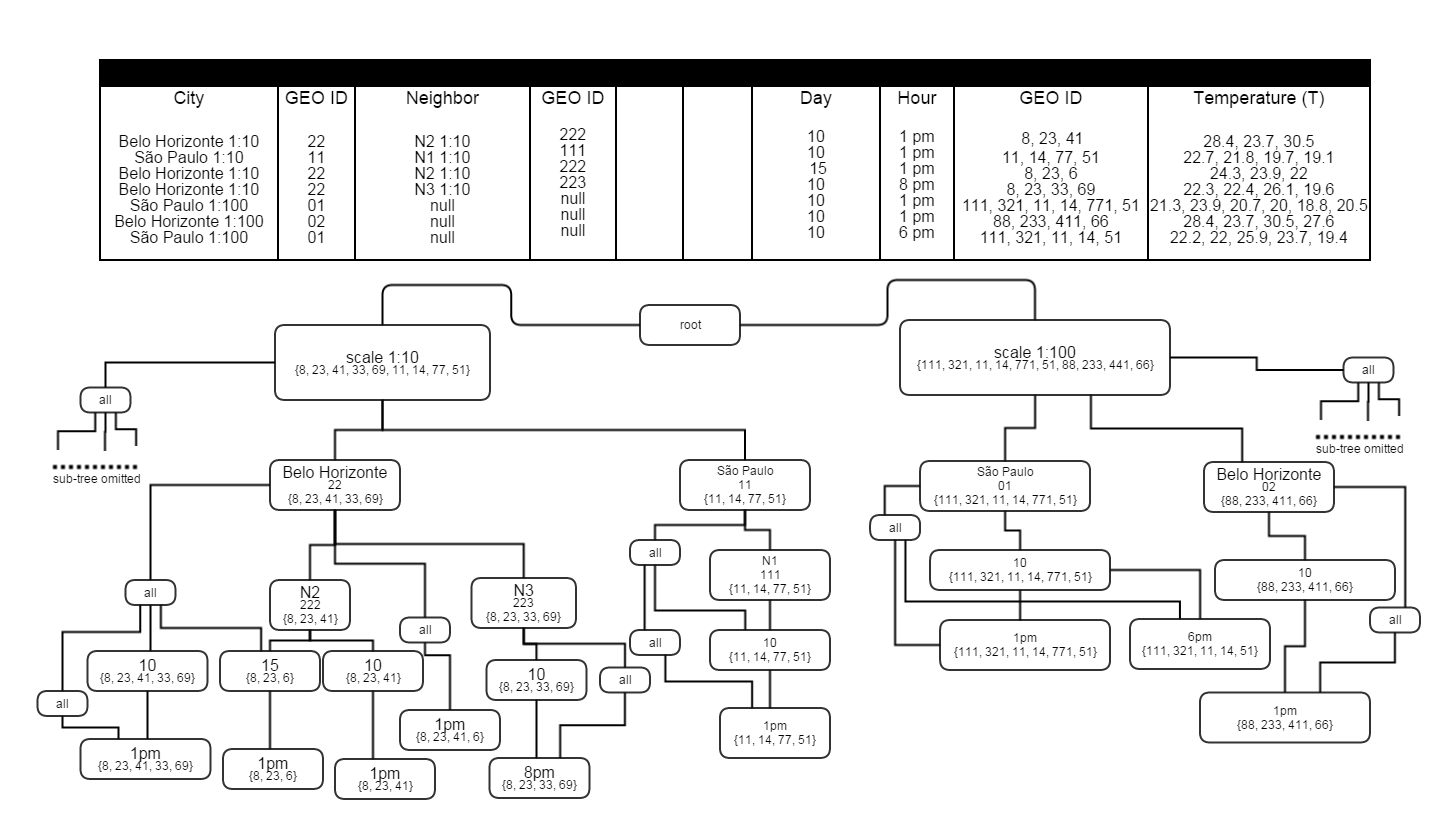 City GEO ID Neighbor GEO ID Day Hour GEO ID Temperature (T)
Belo Horizonte 1:10 22 N2 1:10 222 10 1 pm 8, 23, 41 28.4, 23.7, 30.5
São Paulo 1:10 11 N1 1:10 111 10 1 pm 11, 14, 77, 51 22.7, 21.8, 19.7, 19.1
Belo Horizonte 1:10 22 N2 1:10 222 15 1 pm 8, 23, 6 24.3, 23.9, 22
Belo Horizonte 1:10 22 N3 1:10 223 10 8 pm 8, 23, 33, 69 22.3, 22.4, 26.1, 19.6
São Paulo 1:100 01 null null 10 1 pm 111, 321, 11, 14, 771, 51 21.3, 23.9, 20.7, 20, 18.8, 20.5
Belo Horizonte 1:100 02 null null 10 1 pm 88, 233, 411, 66 28.4, 23.7, 30.5, 27.6
São Paulo 1:100 01 null null 10 6 pm 111, 321, 11, 14, 51 22.2, 22, 25.9, 23.7, 19.4
root
scale 1:10
{8, 23, 41, 33, 69, 11, 14, 77, 51}
scale 1:100
{111, 321, 11, 14, 771, 51, 88, 233, 441, 66}
all
sub-tree omitted
all
sub-tree omitted
Belo Horizonte
22
{8, 23, 41, 33, 69}
São Paulo
11
{11, 14, 77, 51}
São Paulo
01
{111, 321, 11, 14, 771, 51}
Belo Horizonte
02
{88, 233, 411, 66}
all
all
N1
111
{11, 14, 77, 51}
10
{111, 321, 11, 14, 771, 51}
10
{88, 233, 411, 66}
all
N2
222
{8, 23, 41}
N3
223
{8, 23, 33, 69}
all
all
10
{11, 14, 77, 51}
1pm
{111, 321, 11, 14, 771, 51}
6pm
{111, 321, 11, 14, 51}
all
10
{8, 23, 41, 33, 69}
15
{8, 23, 6}
10
{8, 23, 41}
10
{8, 23, 33, 69}
all
all
1pm
{8, 23, 41, 6}
1pm
{11, 14, 77, 51}
1pm
{88, 233, 411, 66}
1pm
{8, 23, 41, 33, 69}
1pm
{8, 23, 6}
1pm
{8, 23, 41}
8pm
{8, 23, 33, 69}